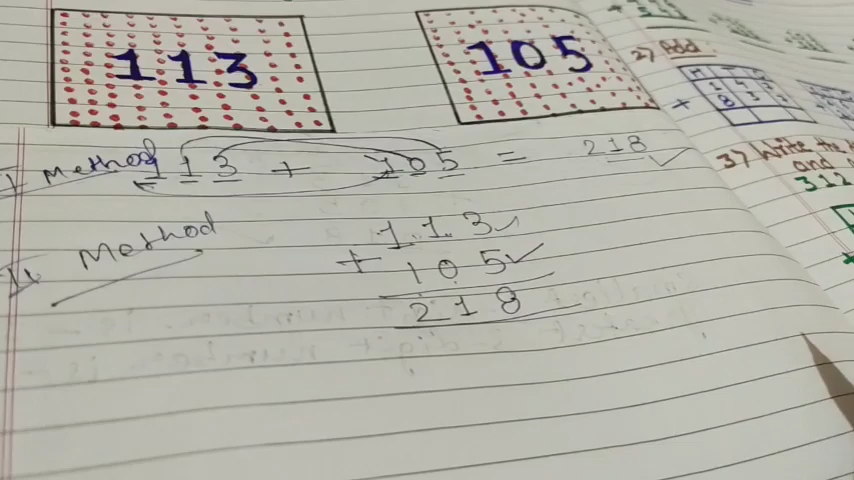 113
105
I Method 113 + 105 = 218
II Method
113
+ 105
218
2) Add
+
3) Write the
and
312